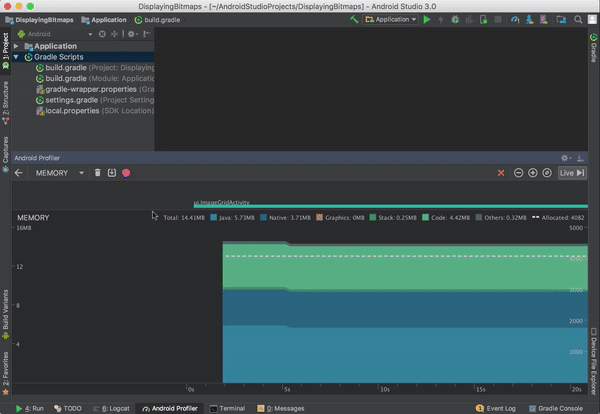 DisplayingBitmaps - [~/AndroidStudioProjects/DisplayingBitmaps] - Android Studio 3.0
DisplayingBitmaps Application build.gradle Application
1: Project
Z: Structure
Captures
Build Variants
2: Favorites
Android
Application
Gradle Scripts
build.gradle (Project: Displaying
build.gradle (Module: Applicatio
gradle-wrapper.properties (Gra
settings.gradle (Project Setting
local.properties (SDK Location)
Gradle
Device File Explorer
Android Profiler
MEMORY Live
ui.ImageGridActivity
MEMORY Total: 14.41MB Java: 5.73MB Native: 3.71MB Graphics: 0MB Stack: 0.25MB Code: 4.42MB Others: 0.32MB Allocated: 4082
16MB 5000
12 4000
3000
8 2000
4 1000
0s 5s 10s 15s 20s
4: Run TODO 6: Logcat Android Profiler Terminal 0: Messages 1 Event Log Gradle Console